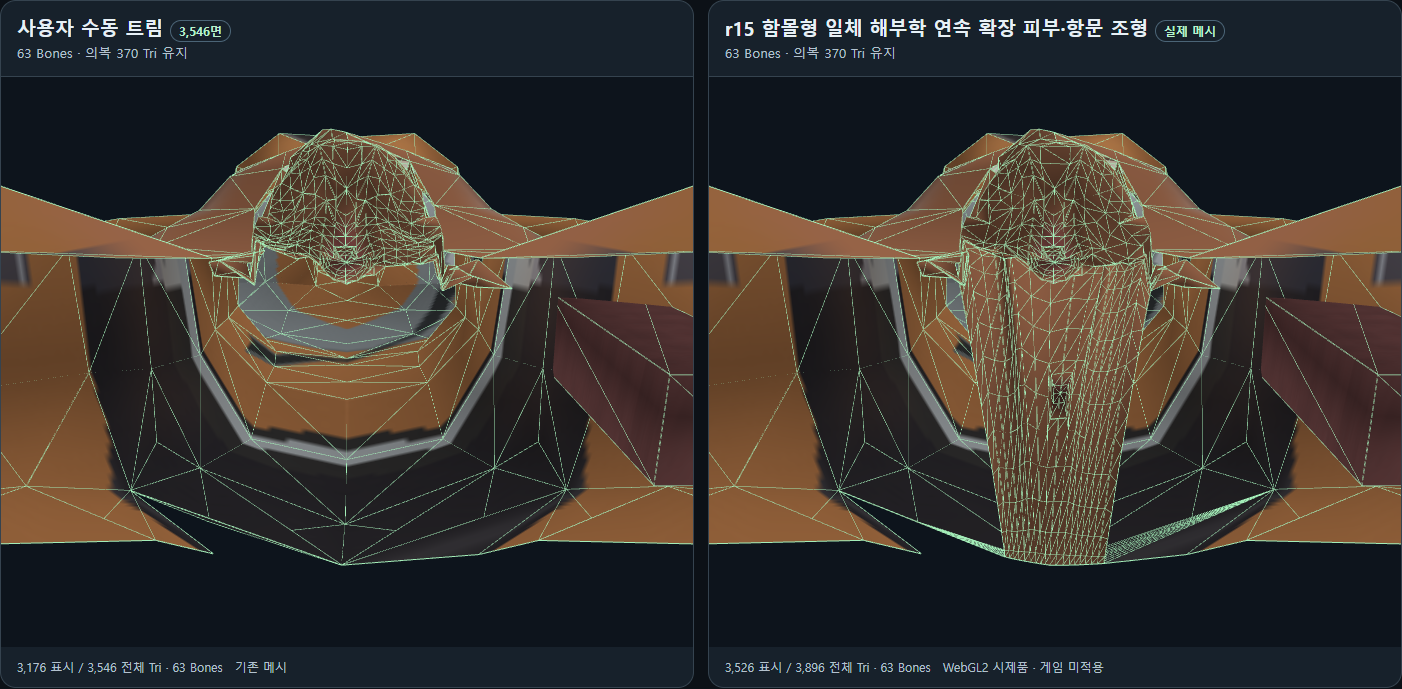 사용자 수동 트림 3,546면
63 Bones · 의복 370 Tri 유지
3,176 표시 / 3,546 전체 Tri · 63 Bones 기존 메시
r15 함몰형 일체 해부학 연속 확장 피부·항문 조형 실제 메시
63 Bones · 의복 370 Tri 유지
3,526 표시 / 3,896 전체 Tri · 63 Bones WebGL2 시제품 · 게임 미적용